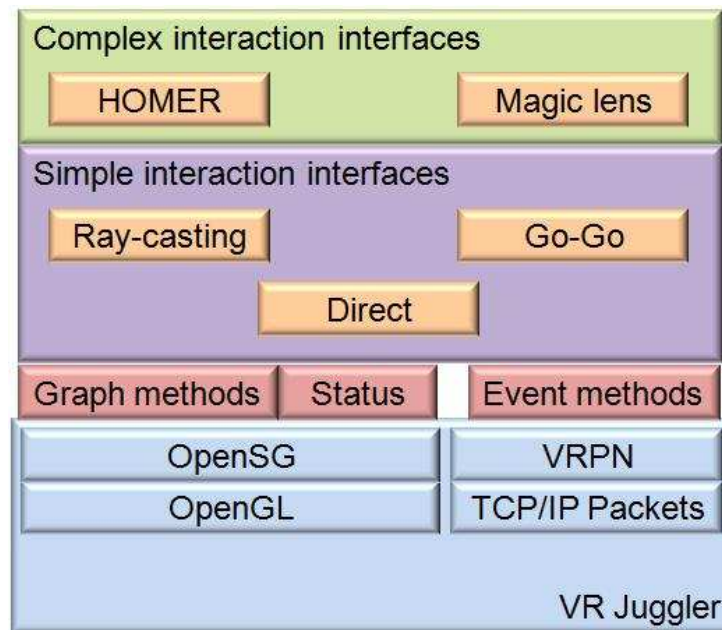 Complex interaction interfaces
HOMER
Magic lens
Simple interaction interfaces
Ray-casting
Go-Go
Direct
Graph methods
Status
Event methods
OpenSG
VRPN
OpenGL
TCP/IP Packets
VR Juggler